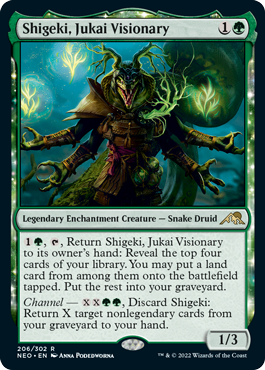 Shigeki, Jukai Visionary 1
Legendary Enchantment Creature — Snake Druid
1 , , Return Shigeki, Jukai Visionary
to its owner's hand: Reveal the top four
cards of your library. You may put a
land card from among them onto the battlefield
tapped. Put the rest into your graveyard.
Channel — X X , Discard Shigeki:
Return X target nonlegendary cards from
your graveyard to your hand.
1/3
206/302 R
NEO • EN Anna Podedworna
™ & © 2022 Wizards of the Coast